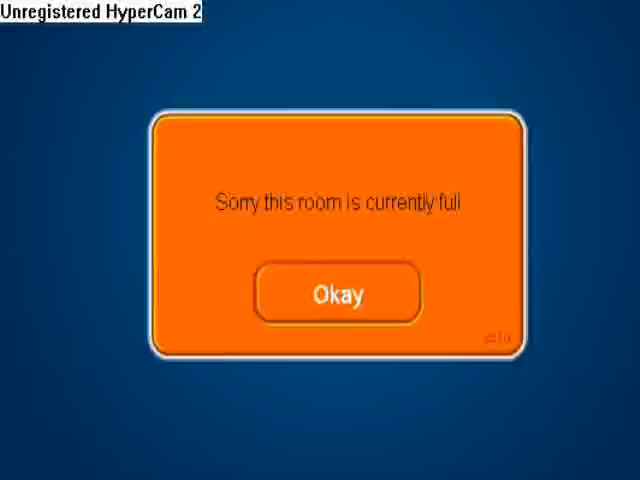 Unregistered HyperCam 2
Sorry this room is currently full
Okay